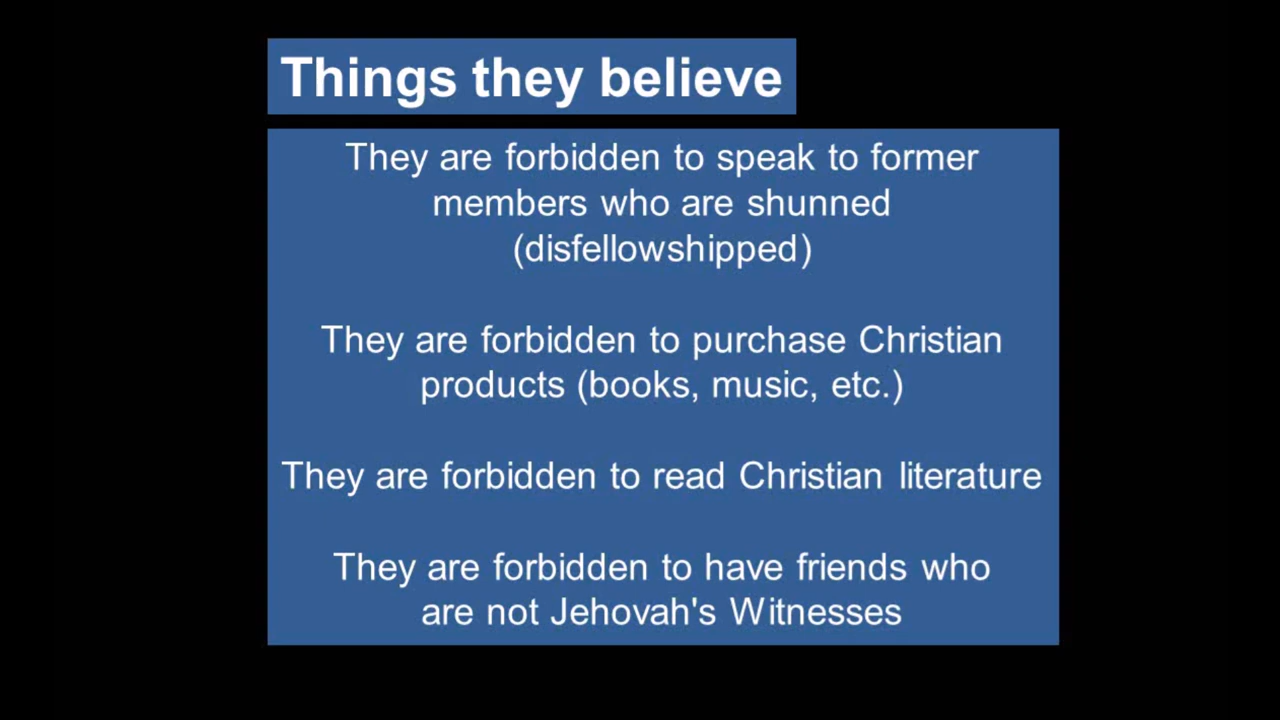 Things they believe
They are forbidden to speak to former
members who are shunned
(disfellowshipped)
They are forbidden to purchase Christian
products (books, music, etc.)
They are forbidden to read Christian literature
They are forbidden to have friends who
are not Jehovah's Witnesses